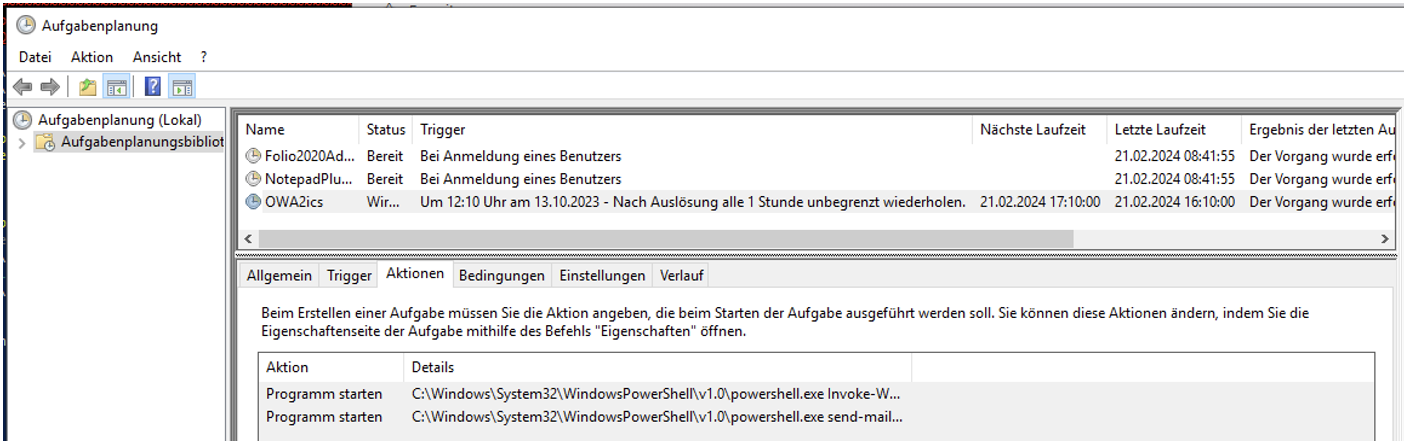 Aufgabenplanung
Datei Aktion Ansicht ?
Aufgabenplanung (Lokal)
Aufgabenplanungsbibliot
Name Status Trigger Nächste Laufzeit Letzte Laufzeit Ergebnis der letzten Au
Folio2020Ad... Bereit Bei Anmeldung eines Benutzers 21.02.2024 08:41:55 Der Vorgang wurde erf
NotepadPlu... Bereit Bei Anmeldung eines Benutzers 21.02.2024 08:41:55 Der Vorgang wurde erf
OWA2ics Wir... Um 12:10 Uhr am 13.10.2023 - Nach Auslösung alle 1 Stunde unbegrenzt wiederholen. 21.02.2024 17:10:00 21.02.2024 16:10:00 Der Vorgang wurde erf
Allgemein Trigger Aktionen Bedingungen Einstellungen Verlauf
Beim Erstellen einer Aufgabe müssen Sie die Aktion angeben, die beim Starten der Aufgabe ausgeführt werden soll. Sie können diese Aktionen ändern, indem Sie die
Eigenschaftenseite der Aufgabe mithilfe des Befehls "Eigenschaften" öffnen.
Aktion Details
Programm starten C:\Windows\System32\WindowsPowerShell\v1.0\powershell.exe Invoke-W...
Programm starten C:\Windows\System32\WindowsPowerShell\v1.0\powershell.exe send-mail...